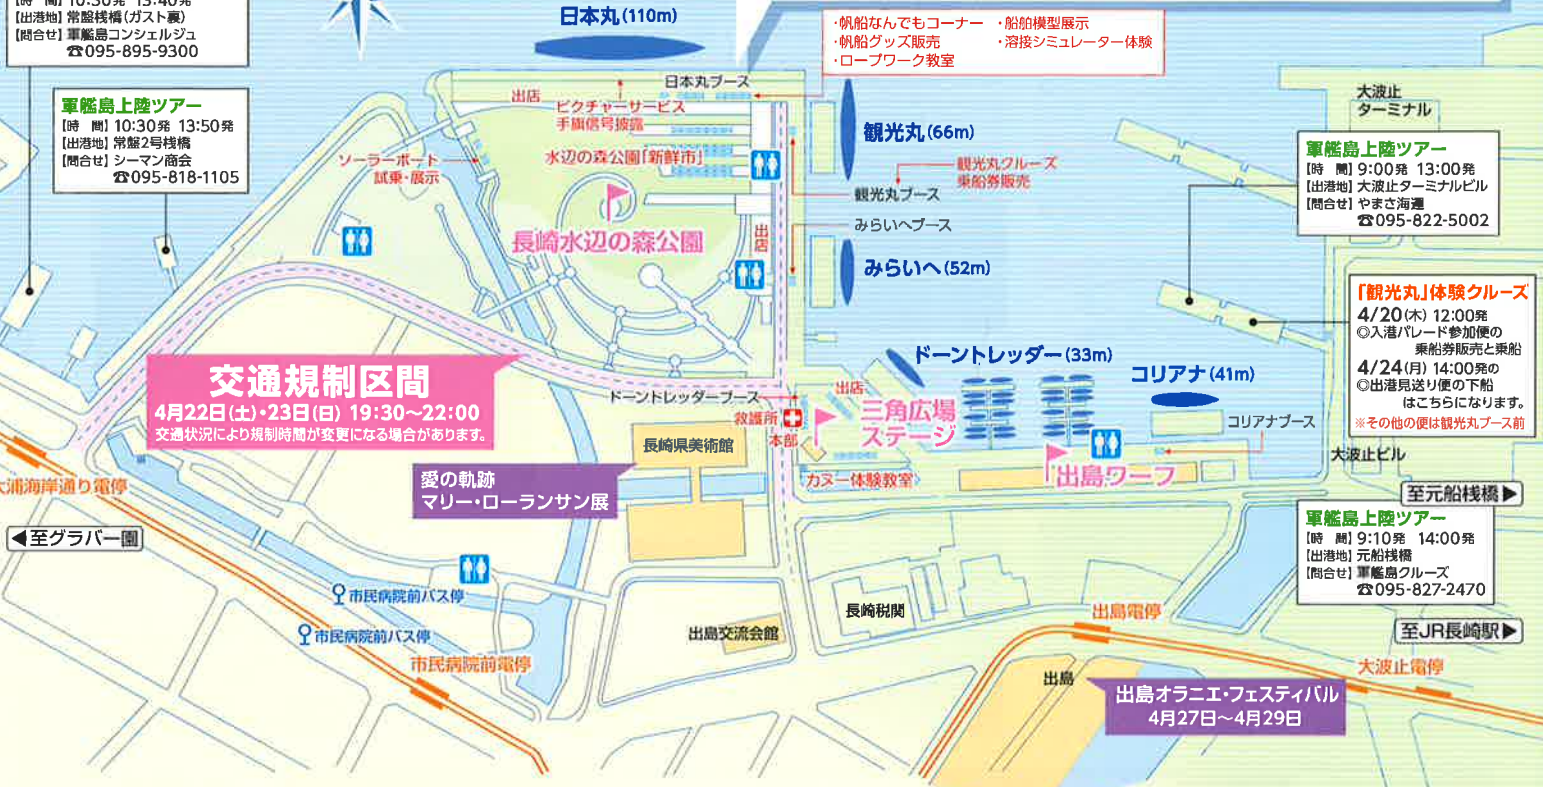 【時　間】10:30発 13:40発
【出港地】常盤桟橋(ガスト裏)
【問合せ】軍艦島コンシェルジュ
☎095-895-9300
軍艦島上陸ツアー
【時　間】10:30発 13:50発
【出港地】常盤2号桟橋
【問合せ】シーマン商会
☎095-818-1105
日本丸(110m)
・帆船なんでもコーナー ・船舶模型展示
・帆船グッズ販売 ・溶接シミュレーター体験
・ロープワーク教室
日本丸ブース
出店
ピクチャーサービス
手旗信号披露
水辺の森公園「新鮮市」
ソーラーボート
試乗・展示
長崎水辺の森公園
出店
観光丸(66m)
観光丸クルーズ
乗船券販売
観光丸ブース
みらいへブース
みらいへ(52m)
大波止
ターミナル
軍艦島上陸ツアー
【時　間】9:00発 13:00発
【出港地】大波止ターミナルビル
【問合せ】やまさ海運
☎095-822-5002
「観光丸」体験クルーズ
4/20(木) 12:00発
◎入港パレード参加便の
乗船券販売と乗船
4/24(月) 14:00発の
◎出港見送り便の下船
はこちらになります。
※その他の便は観光丸ブース前
交通規制区間
4月22日(土)・23日(日) 19:30〜22:00
交通状況により規制時間が変更になる場合があります。
ドーントレッダー(33m)
コリアナ(41m)
ドーントレッダーブース
出店
救護所
本部
三角広場
ステージ
コリアナブース
長崎県美術館
カヌー体験教室
出島ワーフ
大波止ビル
愛の軌跡
マリー・ローランサン展
大浦海岸通り電停
◀至グラバー園
至元船桟橋▶
軍艦島上陸ツアー
【時　間】9:10発 14:00発
【出港地】元船桟橋
【問合せ】軍艦島クルーズ
☎095-827-2470
市民病院前バス停
市民病院前バス停
市民病院前電停
出島交流会館
長崎税関
出島電停
至JR長崎駅▶
大波止電停
出島
出島オラニエ・フェスティバル
4月27日〜4月29日